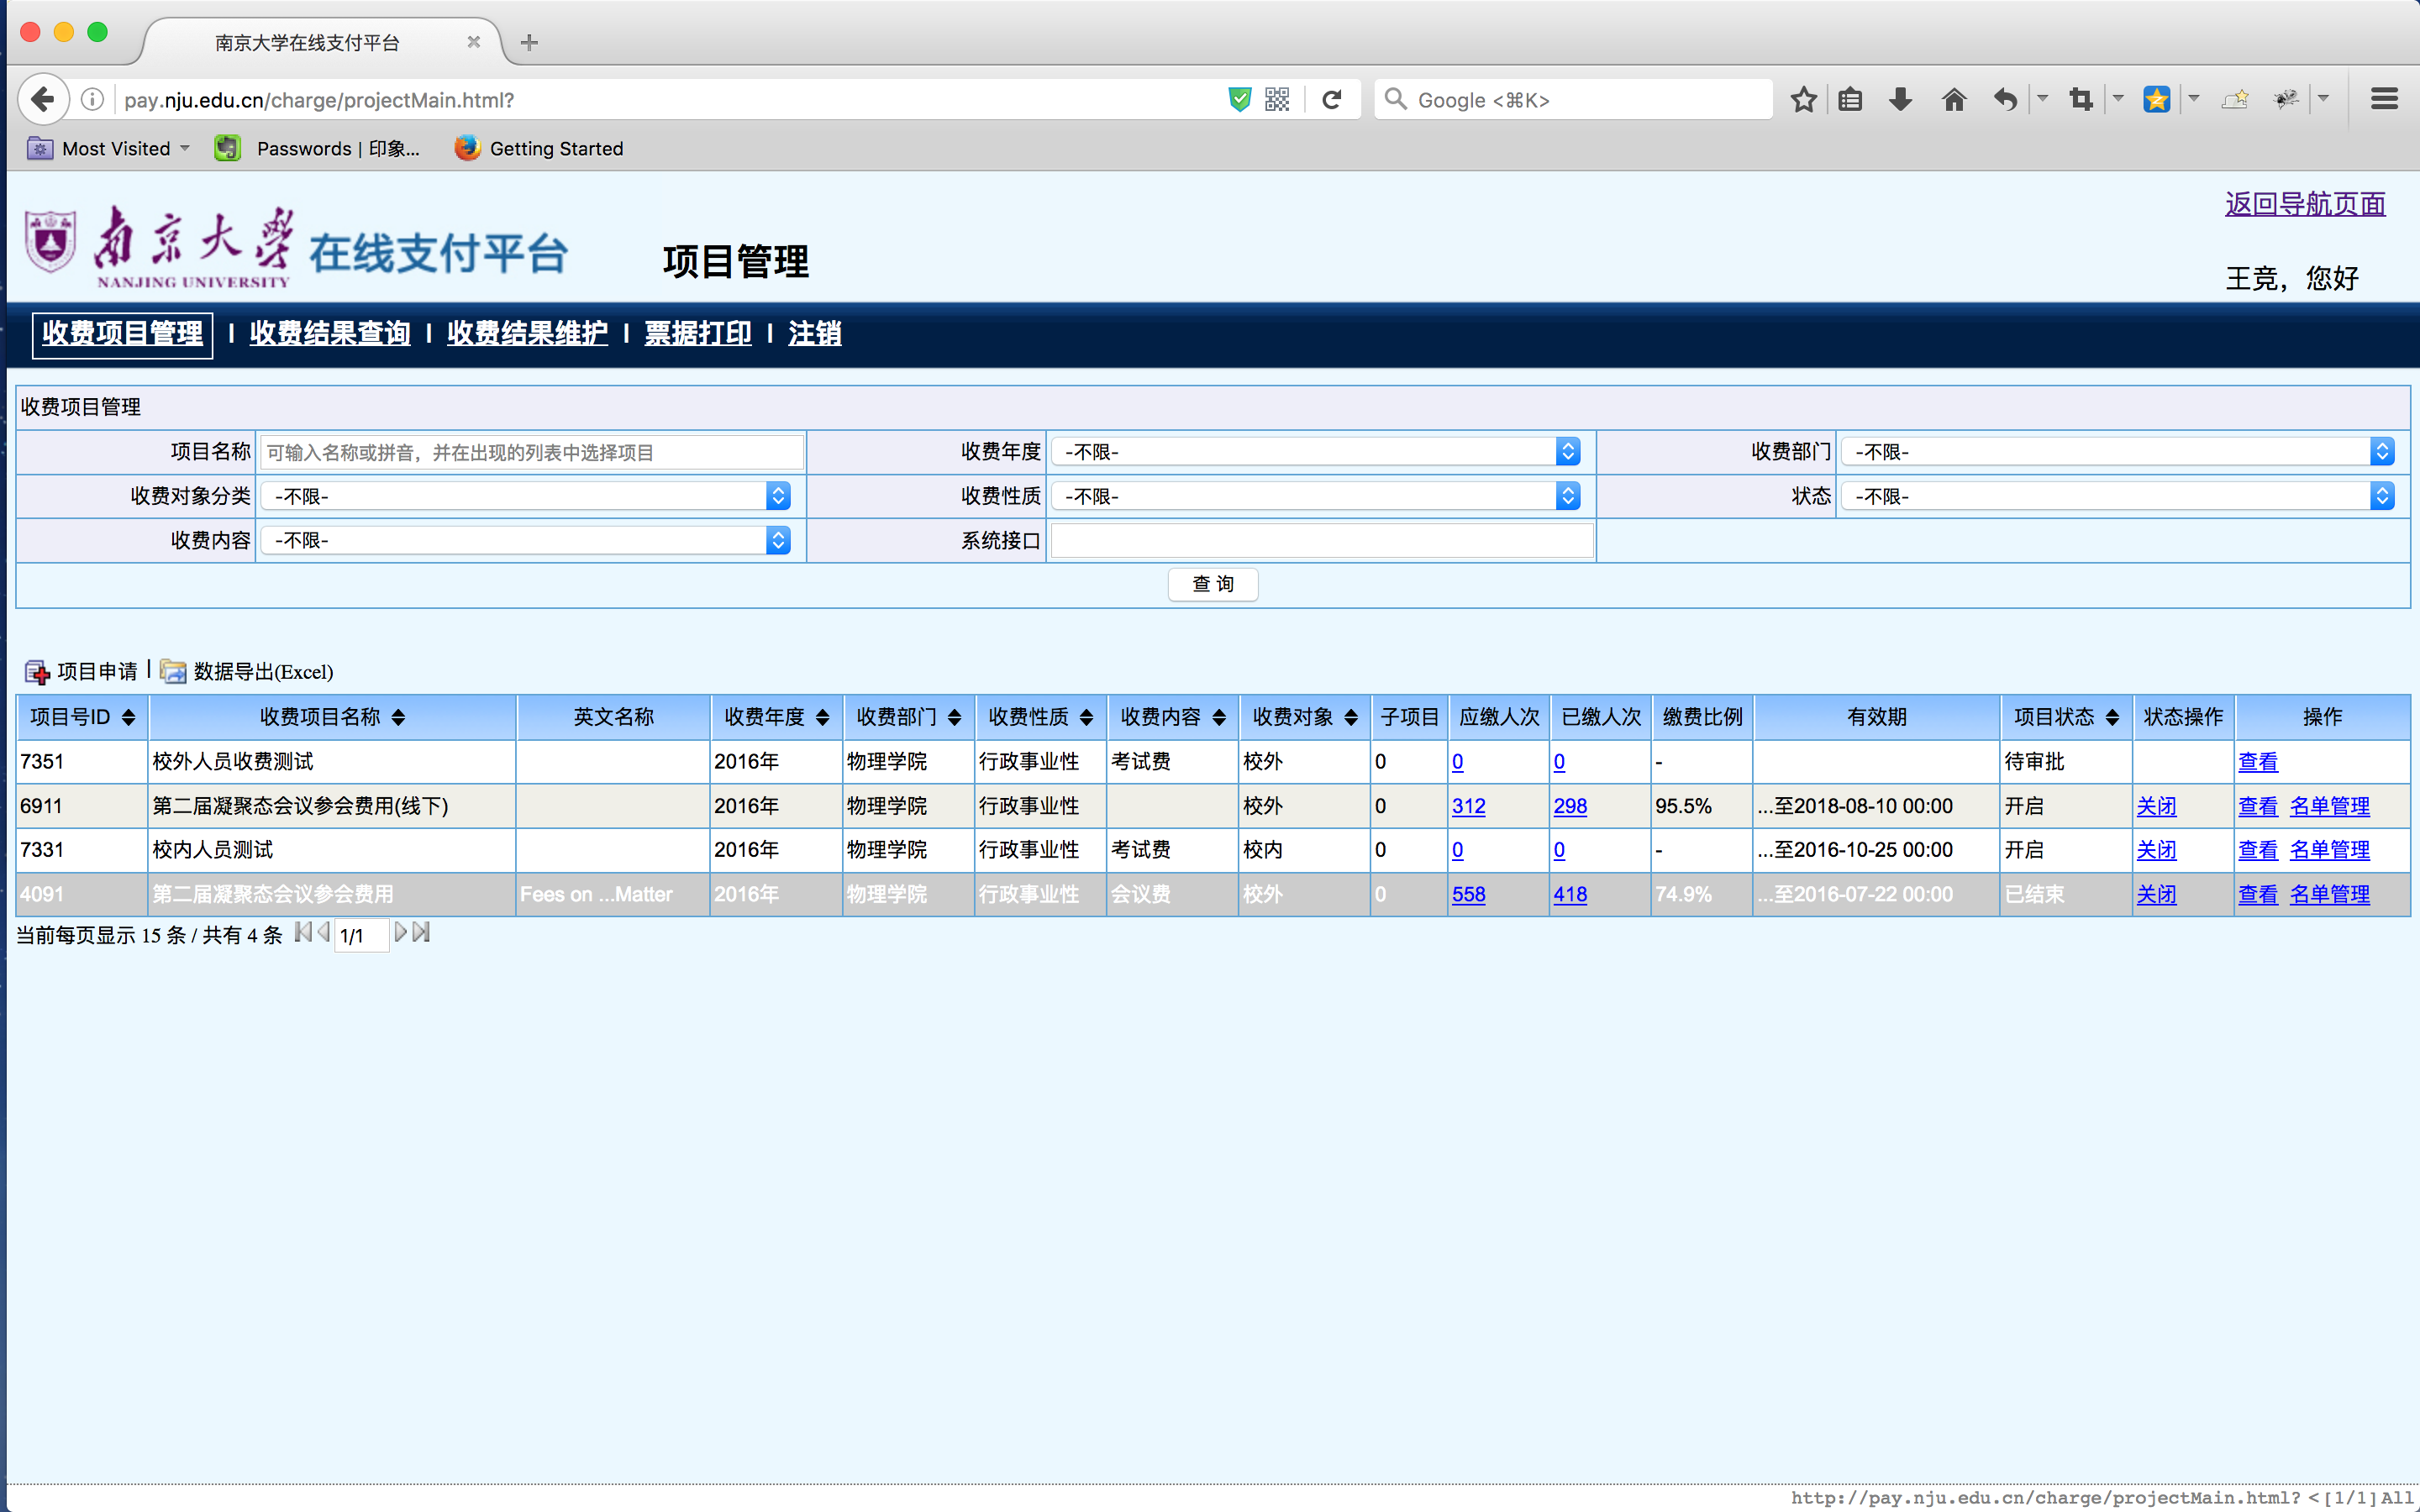 南京大学在线支付平台
pay.nju.edu.cn/charge/projectMain.html?
Google <⌘K>
Most Visited Passwords | 印象... Getting Started
返回导航页面
南京大学 在线支付平台 项目管理
NANJING UNIVERSITY
王竞，您好
收费项目管理 | 收费结果查询 | 收费结果维护 | 票据打印 | 注销
收费项目管理
项目名称 可输入名称或拼音，并在出现的列表中选择项目 收费年度 -不限- 收费部门 -不限-
收费对象分类 -不限- 收费性质 -不限- 状态 -不限-
收费内容 -不限- 系统接口
查 询
项目申请 | 数据导出(Excel)
项目号ID 收费项目名称 英文名称 收费年度 收费部门 收费性质 收费内容 收费对象 子项目 应缴人次 已缴人次 缴费比例 有效期 项目状态 状态操作 操作
7351 校外人员收费测试 2016年 物理学院 行政事业性 考试费 校外 0 0 0 - 待审批 查看
6911 第二届凝聚态会议参会费用(线下) 2016年 物理学院 行政事业性 校外 0 312 298 95.5% ...至2018-08-10 00:00 开启 关闭 查看 名单管理
7331 校内人员测试 2016年 物理学院 行政事业性 考试费 校内 0 0 0 - ...至2016-10-25 00:00 开启 关闭 查看 名单管理
4091 第二届凝聚态会议参会费用 Fees on ...Matter 2016年 物理学院 行政事业性 会议费 校外 0 558 418 74.9% ...至2016-07-22 00:00 已结束 关闭 查看 名单管理
当前每页显示 15 条 / 共有 4 条 1/1
http://pay.nju.edu.cn/charge/projectMain.html? <[1/1]All